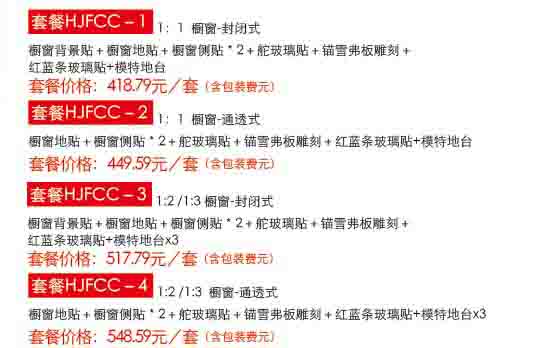 套餐HJFCC－1 1：1 橱窗-封闭式
橱窗背景贴＋橱窗地贴＋橱窗侧贴＊2＋舵玻璃贴＋锚雪弗板雕刻＋
红蓝条玻璃贴+模特地台
套餐价格：418.79元／套（含包装费元）
套餐HJFCC－2 1：1 橱窗-通透式
橱窗地贴＋橱窗侧贴＊2＋舵玻璃贴＋锚雪弗板雕刻＋红蓝条玻璃贴+模特地台
套餐价格：449.59元／套（含包装费元）
套餐HJFCC－3 1:2 /1:3 橱窗-封闭式
橱窗背景贴＋橱窗地贴＋橱窗侧贴＊2＋舵玻璃贴＋锚雪弗板雕刻＋
红蓝条玻璃贴+模特地台x3
套餐价格：517.79元／套（含包装费元）
套餐HJFCC－4 1:2 /1:3 橱窗-通透式
橱窗地贴＋橱窗侧贴＊2＋舵玻璃贴＋锚雪弗板雕刻＋红蓝条玻璃贴+模特地台x3
套餐价格：548.59元／套（含包装费元）